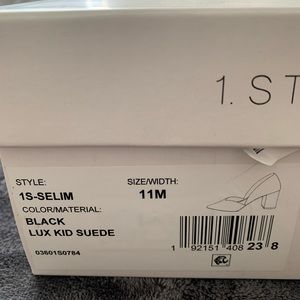 1. ST
STYLE: SIZE/WIDTH:
1S-SELIM 11M
COLOR/MATERIAL:
BLACK
LUX KID SUEDE
03601S0784
1 92151 408 23 8